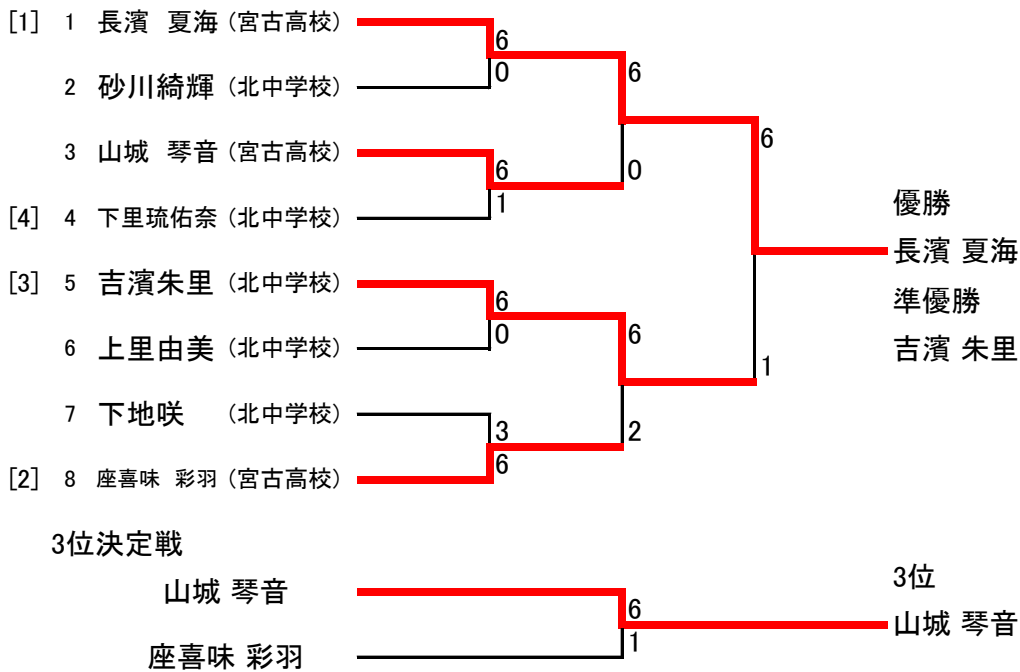 [1] 1 長濱 夏海 (宮古高校)
6
0
6
2 砂川綺輝 (北中学校)
3 山城 琴音 (宮古高校)
6
1
0
6
[4] 4 下里琉佑奈 (北中学校)
優勝
長濱 夏海
[3] 5 吉濱朱里 (北中学校)
6
0
6
準優勝
吉濱 朱里
6 上里由美 (北中学校)
1
7 下地咲 (北中学校)
3
6
2
[2] 8 座喜味 彩羽 (宮古高校)
3位決定戦
山城 琴音
6
1
3位
山城 琴音
座喜味 彩羽